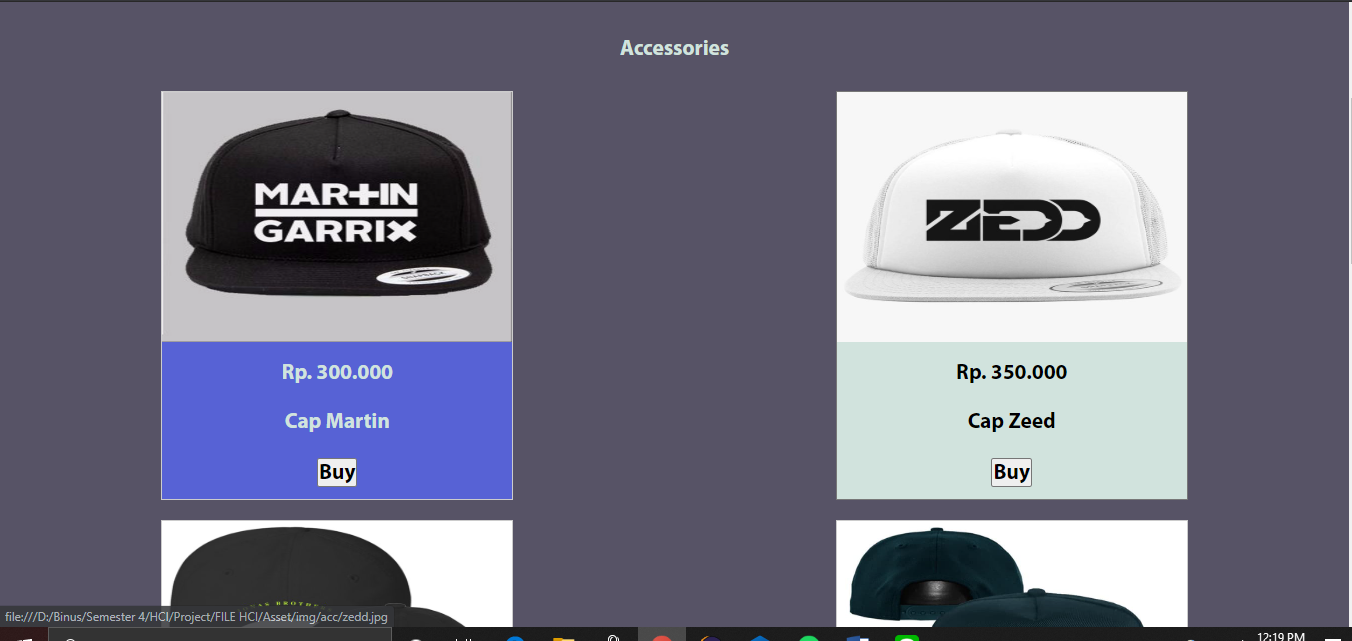 Accessories
MARTIN
GARRIX
ZEDD
Rp. 300.000
Rp. 350.000
Cap Martin
Cap Zeed
Buy
Buy
file:///D:/Binus/Semester 4/HCI/Project/FILE HCI/Asset/img/acc/zedd.jpg
12:19 PM